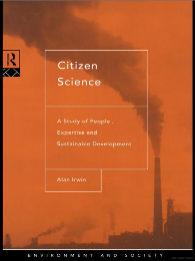 Citizen
Science
R
A Study of People,
Expertise and
Sustainable Development
Alan Irwin
ENVIRONMENT AND SOCIETY